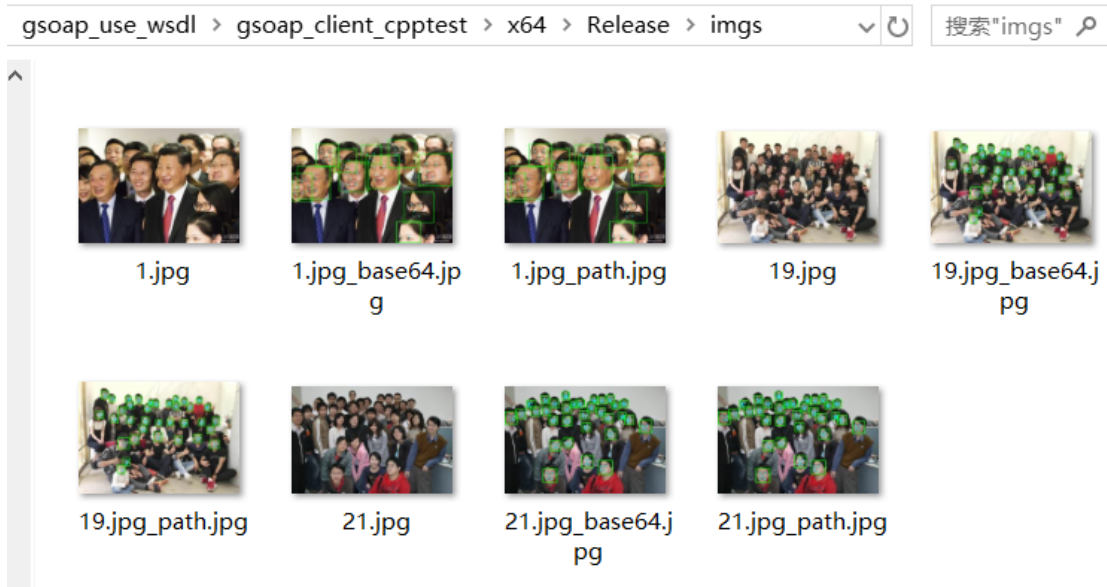 gsoap_use_wsdl > gsoap_client_cpptest > x64 > Release > imgs
搜索"imgs"
1.jpg
1.jpg_base64.jp
g
1.jpg_path.jpg
19.jpg
19.jpg_base64.j
pg
19.jpg_path.jpg
21.jpg
21.jpg_base64.j
pg
21.jpg_path.jpg